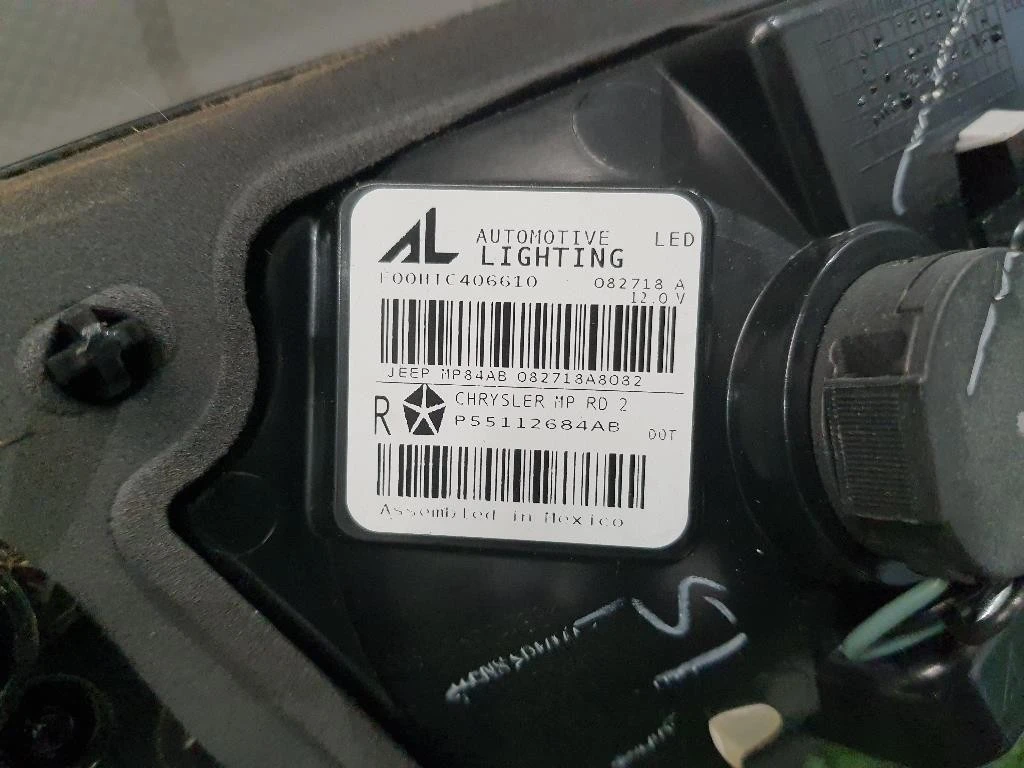 AL AUTOMOTIVE LIGHTING LED
F00HTC406610 082718 A
12.0 V
JEEP MP84AB 082718A8082
R CHRYSLER MP RD 2
P55112684AB DOT
Assembled in Mexico